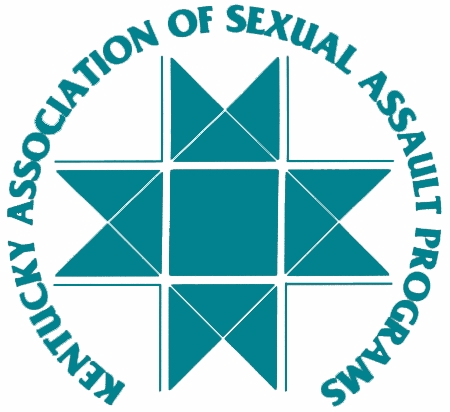 KENTUCKY ASSOCIATION OF SEXUAL ASSAULT PROGRAMS